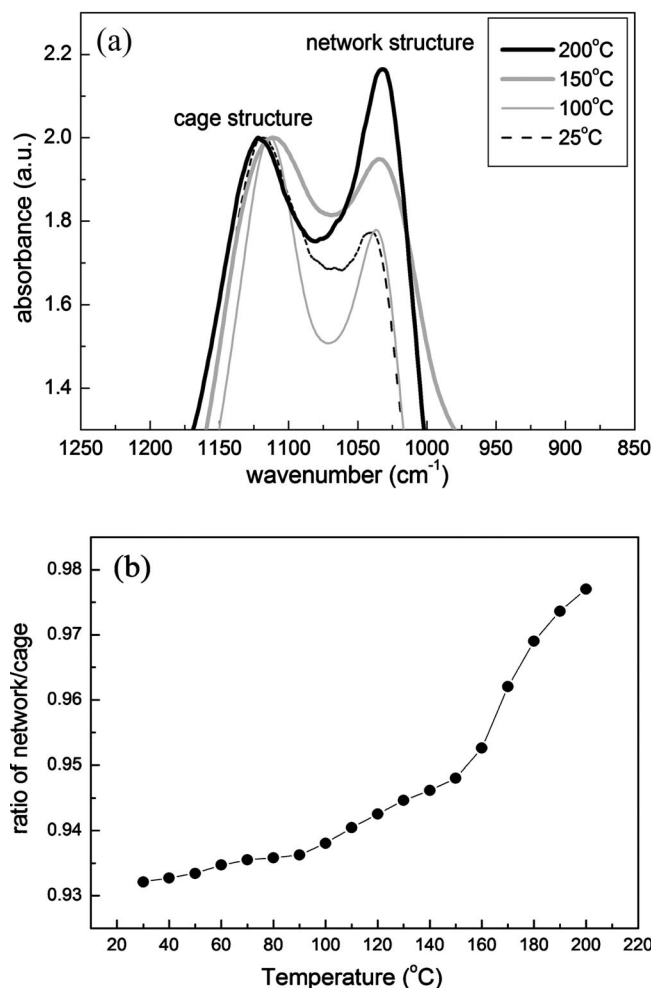 (a)
network structure
cage structure
200°C
150°C
100°C
25°C
absorbance (a.u.)
2.2
2.0
1.8
1.6
1.4
1250 1200 1150 1100 1050 1000 950 900 850
wavenumber (cm⁻¹)
(b)
ratio of network/cage
0.98
0.97
0.96
0.95
0.94
0.93
20 40 60 80 100 120 140 160 180 200 220
Temperature (°C)